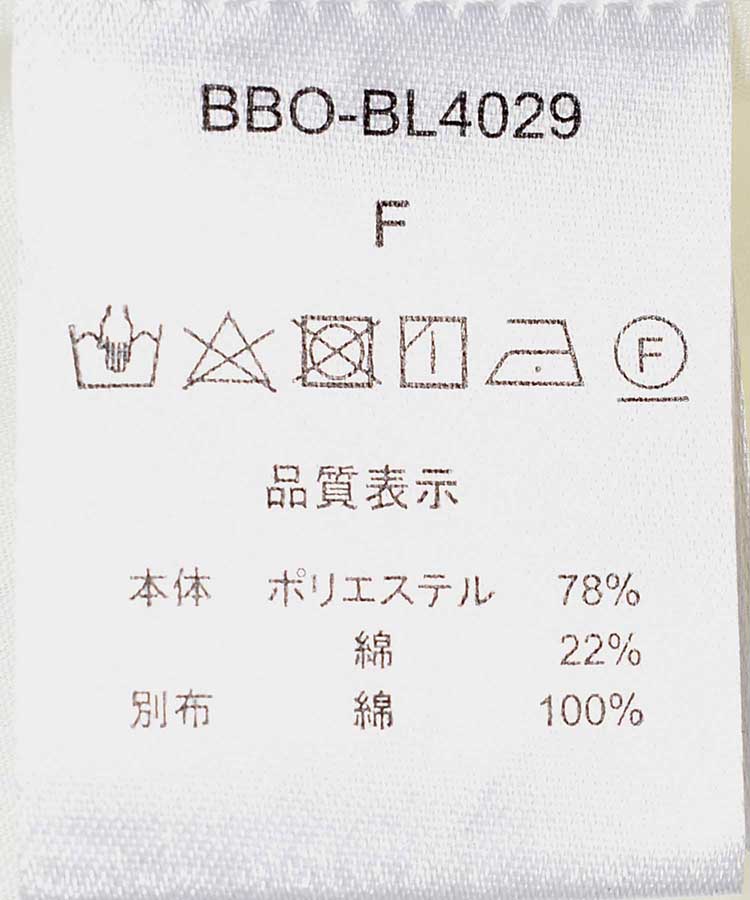 BBO-BL4029
F
F
品質表示
本体 ポリエステル 78%
綿 22%
別布 綿 100%